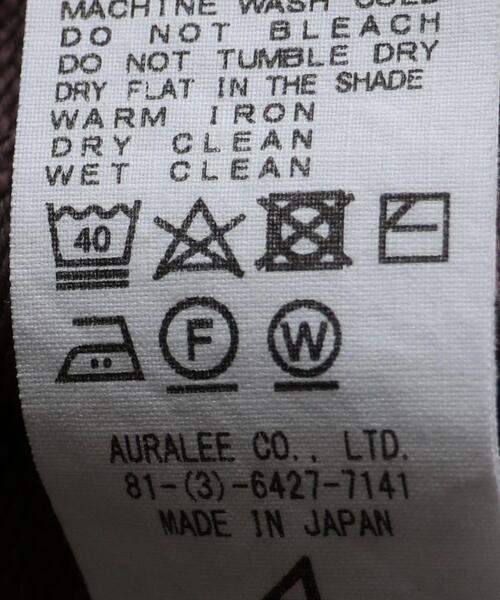 MACHINE WASH COLD
DO NOT BLEACH
DO NOT TUMBLE DRY
DRY FLAT IN THE SHADE
WARM IRON
DRY CLEAN
WET CLEAN
40
F W
AURALEE CO., LTD.
81-(3)-6427-7141
MADE IN JAPAN